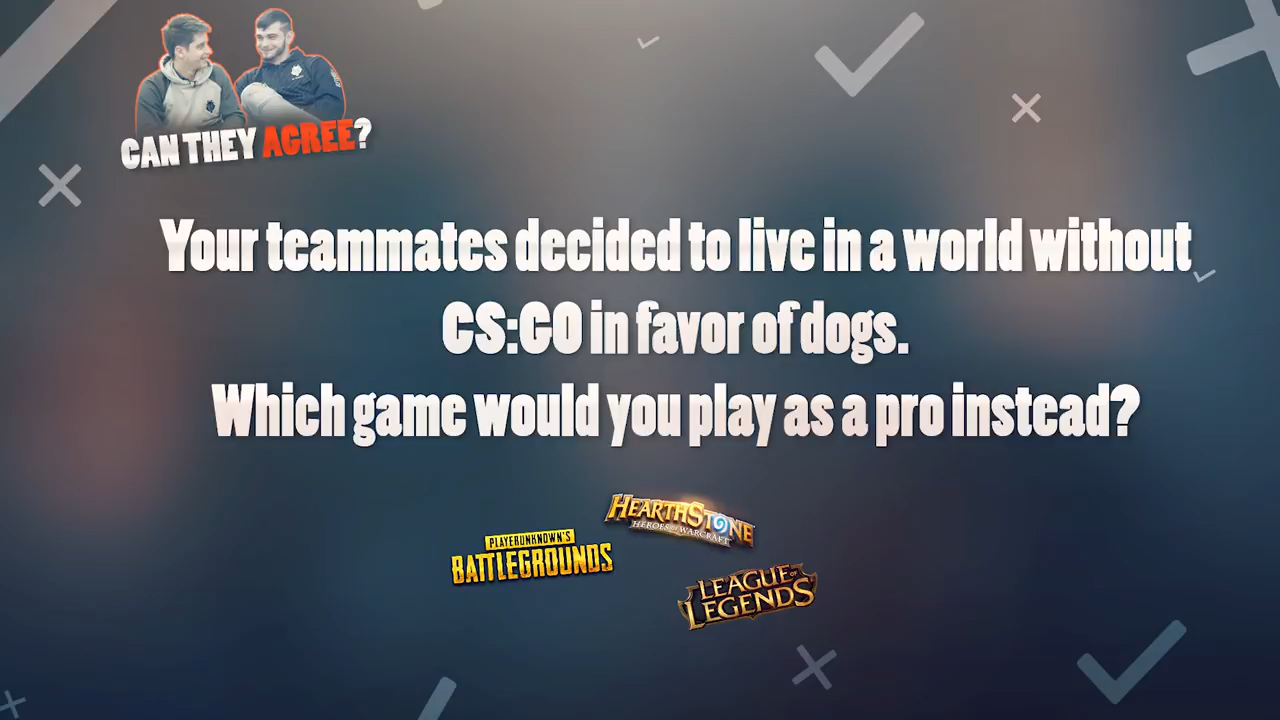 CAN THEY AGREE?
Your teammates decided to live in a world without
CS:GO in favor of dogs.
Which game would you play as a pro instead?
HEARTHSTONE
HEROES OF WARCRAFT
PLAYERUNKNOWN'S
BATTLEGROUNDS
LEAGUE OF
LEGENDS